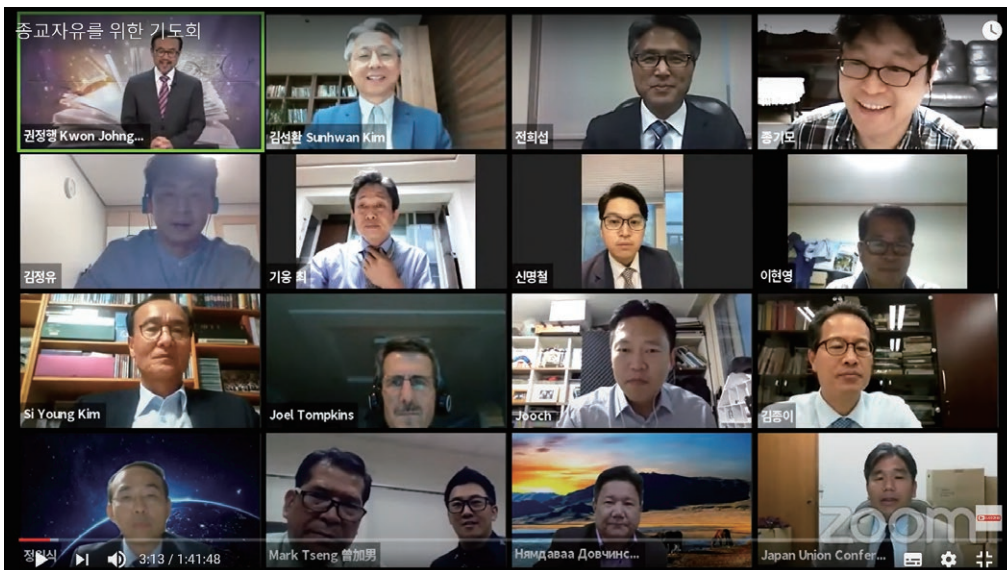 종교자유를 위한 기도회
권정행 Kwon Johng...
김선환 Sunhwan Kim
전희섭
종기모
김정유
기웅 최
신명철
이현영
Si Young Kim
Joel Tompkins
Jooch
김종이
3:13 / 1:41:48
Mark Tseng 曾加男
Нямдаваа Довчинс...
Japan Union Confer...
zoom